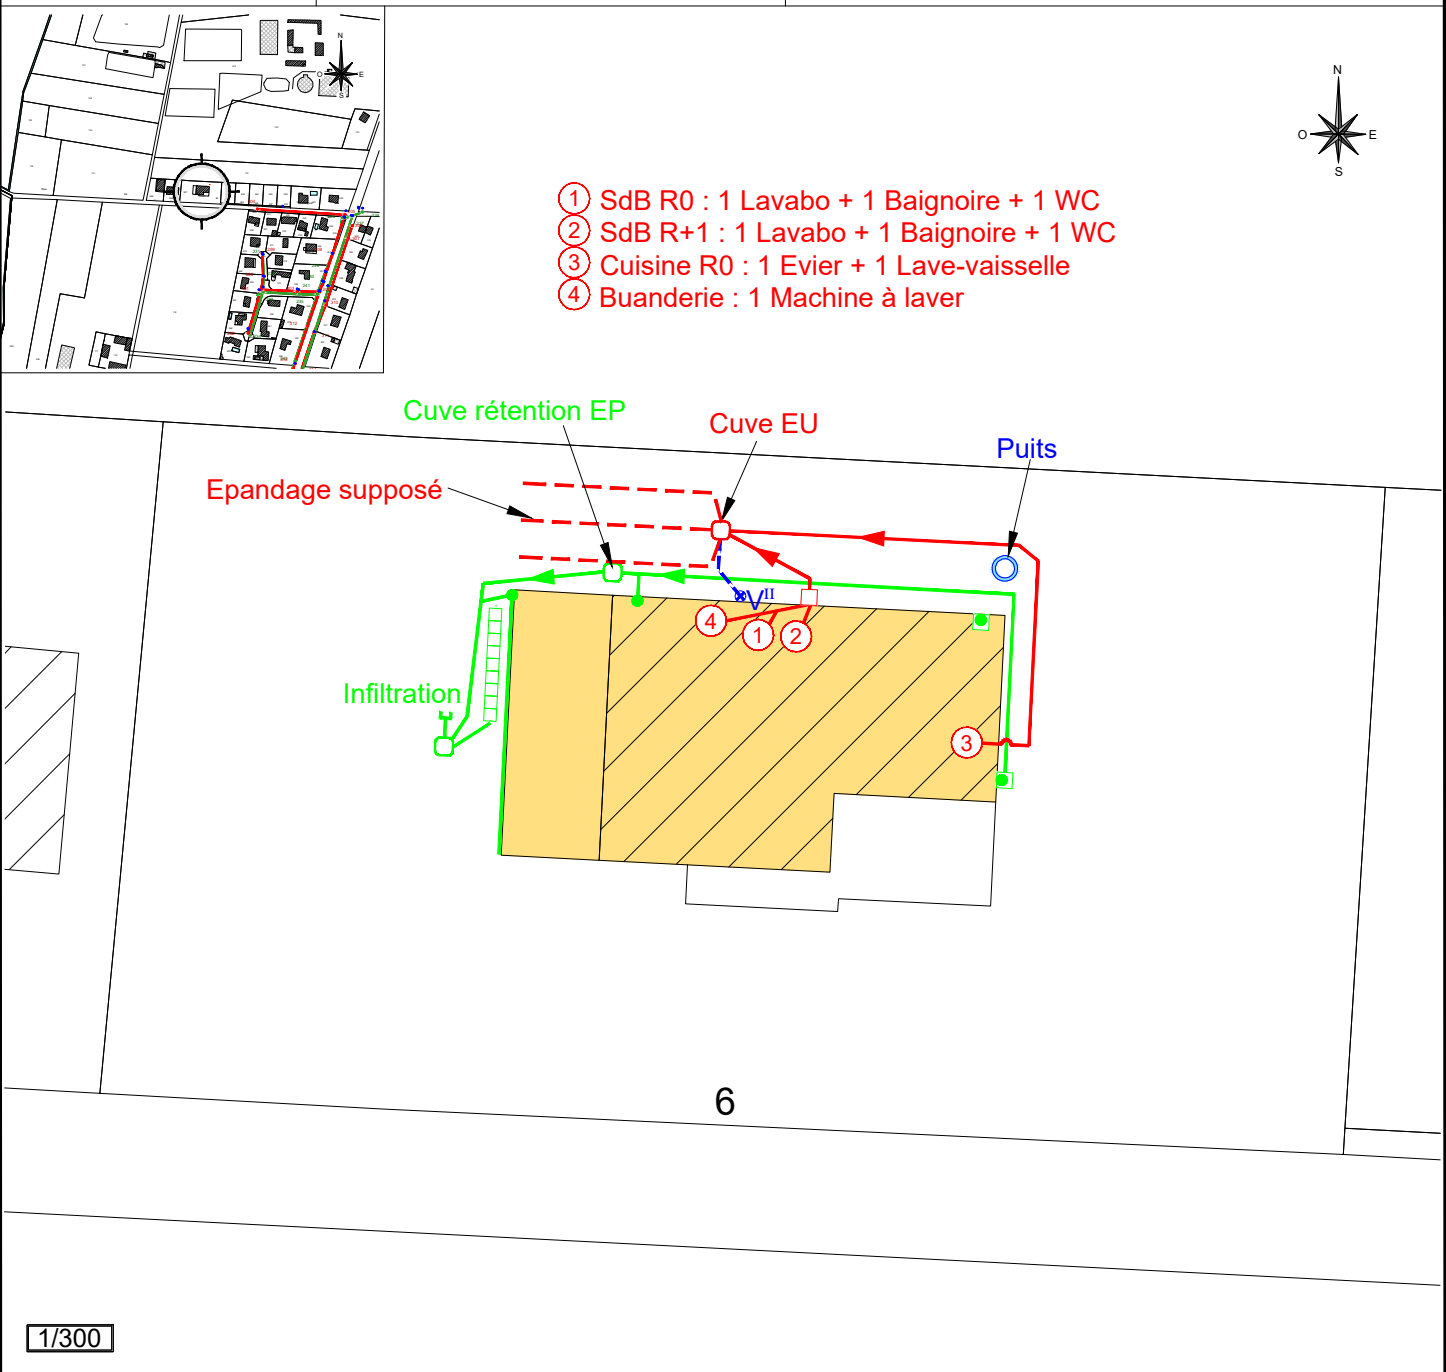 N
O
E
S
N
O
E
S
1 SdB R0 : 1 Lavabo + 1 Baignoire + 1 WC
2 SdB R+1 : 1 Lavabo + 1 Baignoire + 1 WC
3 Cuisine R0 : 1 Evier + 1 Lave-vaisselle
4 Buanderie : 1 Machine à laver
Cuve rétention EP
Cuve EU
Puits
Epandage supposé
VII
4
1
2
Infiltration
3
6
1/300